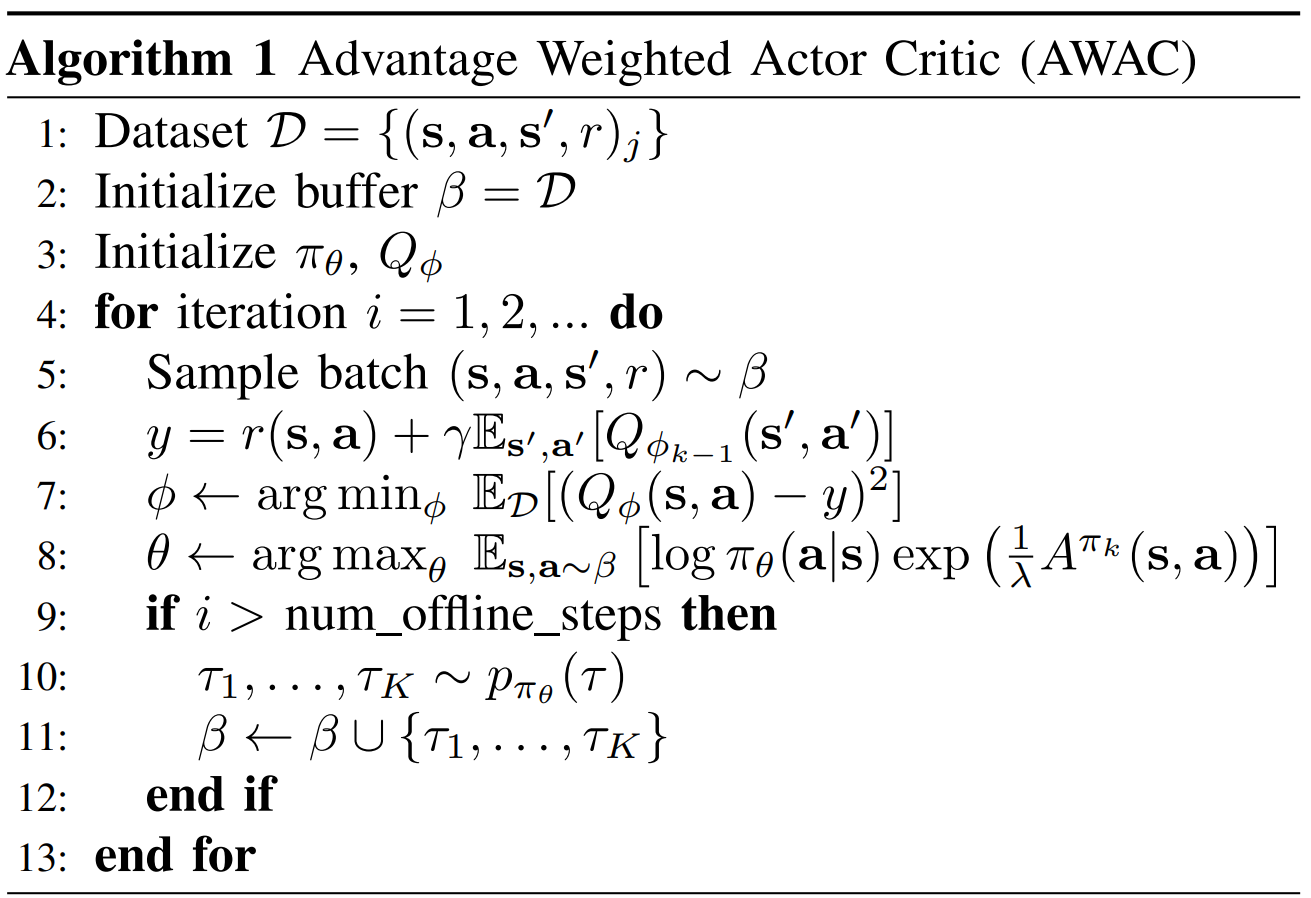 Algorithm 1 Advantage Weighted Actor Critic (AWAC)
1: Dataset 𝒟 = {(s, a, s′, r)ⱼ}
2: Initialize buffer β = 𝒟
3: Initialize π_θ, Q_ϕ
4: for iteration i = 1, 2, ... do
5: Sample batch (s, a, s′, r) ∼ β
6: y = r(s, a) + γ𝔼_{s′,a′}[Q_{ϕ_{k−1}}(s′, a′)]
7: ϕ ← arg min_ϕ 𝔼_𝒟[(Q_ϕ(s, a) − y)²]
8: θ ← arg max_θ 𝔼_{s,a∼β} [log π_θ(a|s) exp (1/λ A^{π_k}(s, a))]
9: if i > num_offline_steps then
10: τ₁, . . . , τ_K ∼ p_{π_θ}(τ)
11: β ← β ∪ {τ₁, . . . , τ_K}
12: end if
13: end for